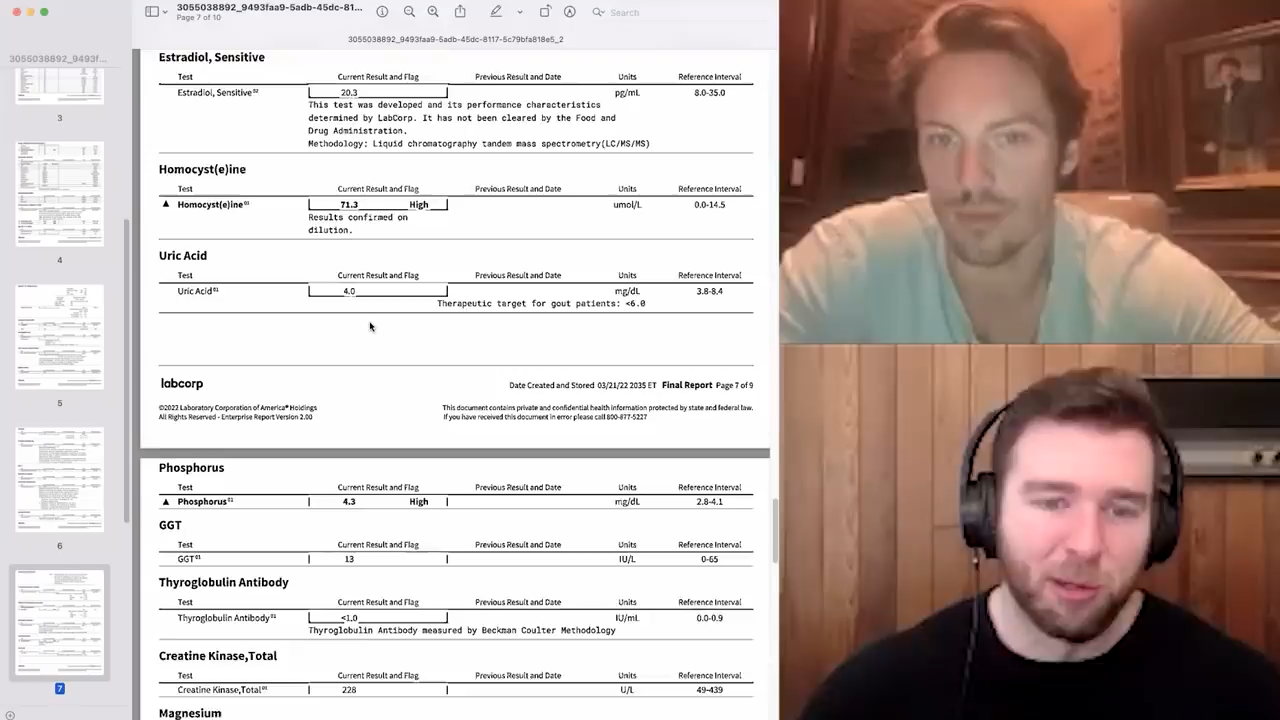 3055038892_9493faa9-5adb-45dc-81...
Page 7 of 10
Search
3055038892_9493faa9-5adb-45dc-8117-5c79bfa818e5_2
3055038892_9493f...
3
4
5
6
7
Estradiol, Sensitive
Test Current Result and Flag Previous Result and Date Units Reference Interval
Estradiol, Sensitive 02 20.3 pg/mL 8.0-35.0
This test was developed and its performance characteristics
determined by LabCorp. It has not been cleared by the Food and
Drug Administration.
Methodology: Liquid chromatography tandem mass spectrometry(LC/MS/MS)
Homocyst(e)ine
Test Current Result and Flag Previous Result and Date Units Reference Interval
▲ Homocyst(e)ine 01 71.3 High umol/L 0.0-14.5
Results confirmed on
dilution.
Uric Acid
Test Current Result and Flag Previous Result and Date Units Reference Interval
Uric Acid 01 4.0 mg/dL 3.8-8.4
Therapeutic target for gout patients: <6.0
labcorp
Date Created and Stored 03/21/22 2035 ET Final Report Page 7 of 9
©2022 Laboratory Corporation of America® Holdings
All Rights Reserved - Enterprise Report Version 2.00
This document contains private and confidential health information protected by state and federal law.
If you have received this document in error please call 800-877-5227
Phosphorus
Test Current Result and Flag Previous Result and Date Units Reference Interval
▲ Phosphorus 01 4.3 High mg/dL 2.8-4.1
GGT
Test Current Result and Flag Previous Result and Date Units Reference Interval
GGT 01 13 IU/L 0-65
Thyroglobulin Antibody
Test Current Result and Flag Previous Result and Date Units Reference Interval
Thyroglobulin Antibody 01 <1.0 IU/mL 0.0-0.9
Thyroglobulin Antibody measured by Beckman Coulter Methodology
Creatine Kinase,Total
Test Current Result and Flag Previous Result and Date Units Reference Interval
Creatine Kinase,Total 01 228 U/L 49-439
Magnesium